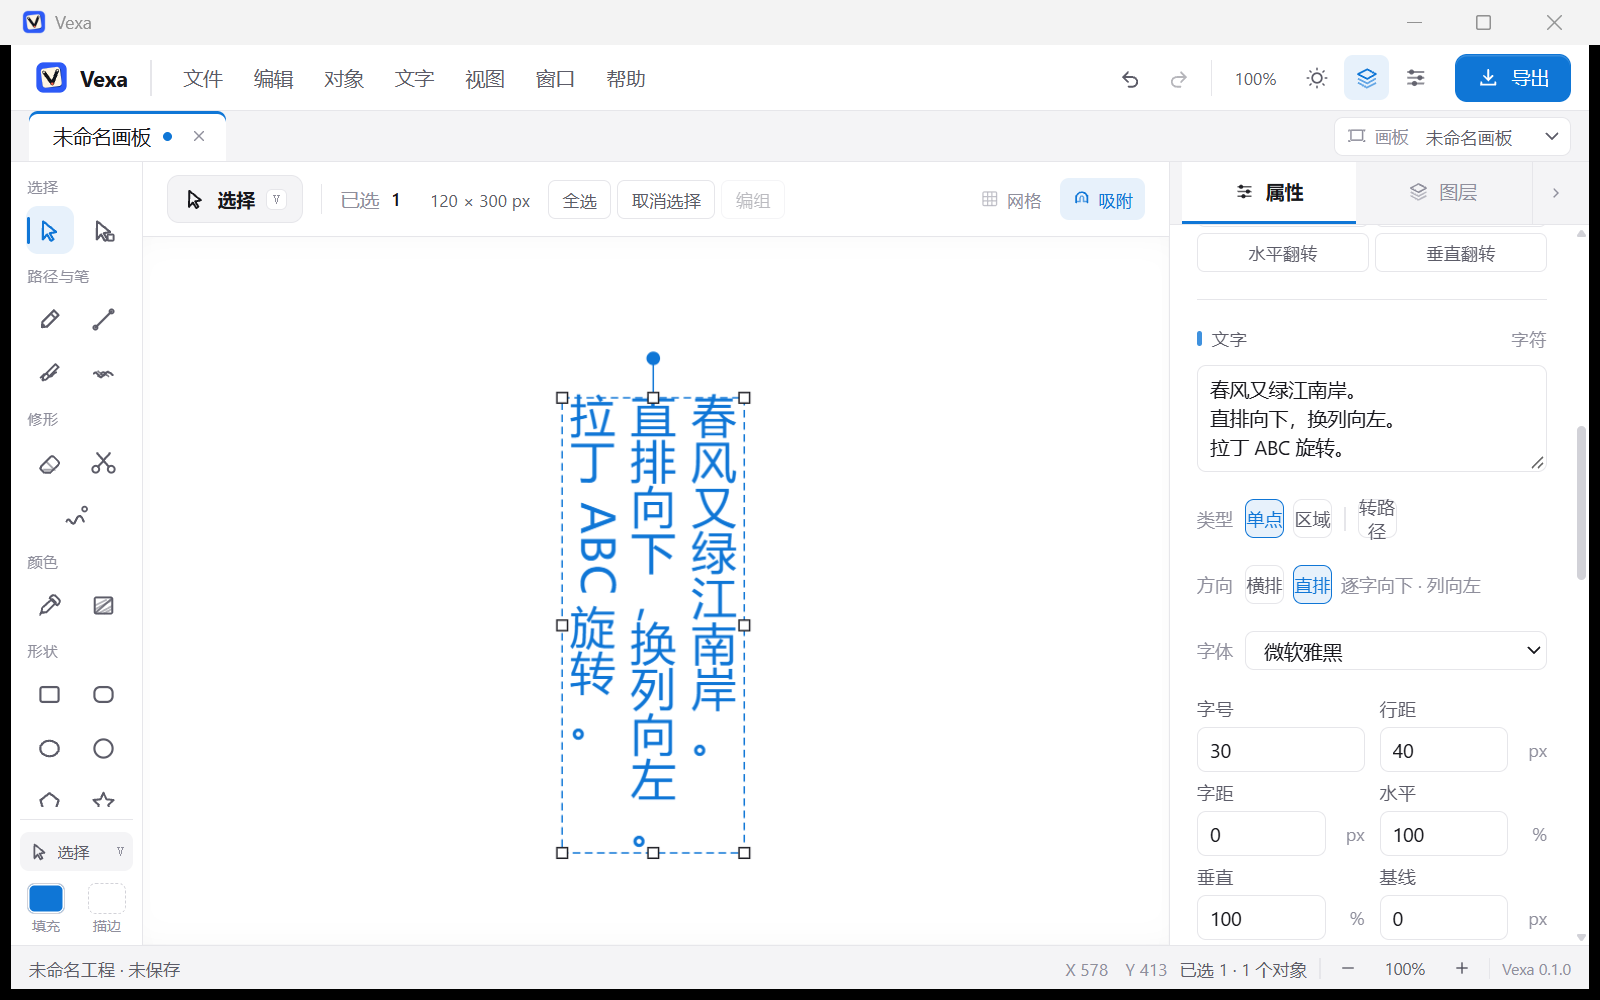 Vexa
Vexa 文件 编辑 对象 文字 视图 窗口 帮助 100% 导出
未命名画板 画板 未命名画板
选择
选择 V 已选 1 120 × 300 px 全选 取消选择 编组 网格 吸附
属性 图层
路径与笔
修形
颜色
形状
选择 V
填充 描边
春风又绿江南岸。
直排向下，换列向左。
拉丁 ABC 旋转。
水平翻转 垂直翻转
文字 字符
春风又绿江南岸。
直排向下，换列向左。
拉丁 ABC 旋转。
类型 单点 区域 转路径
方向 横排 直排 逐字向下 · 列向左
字体 微软雅黑
字号 行距
30 40 px
字距 水平
0 px 100 %
垂直 基线
100 % 0 px
未命名工程 · 未保存 X 578 Y 413 已选 1 · 1 个对象 − 100% + Vexa 0.1.0